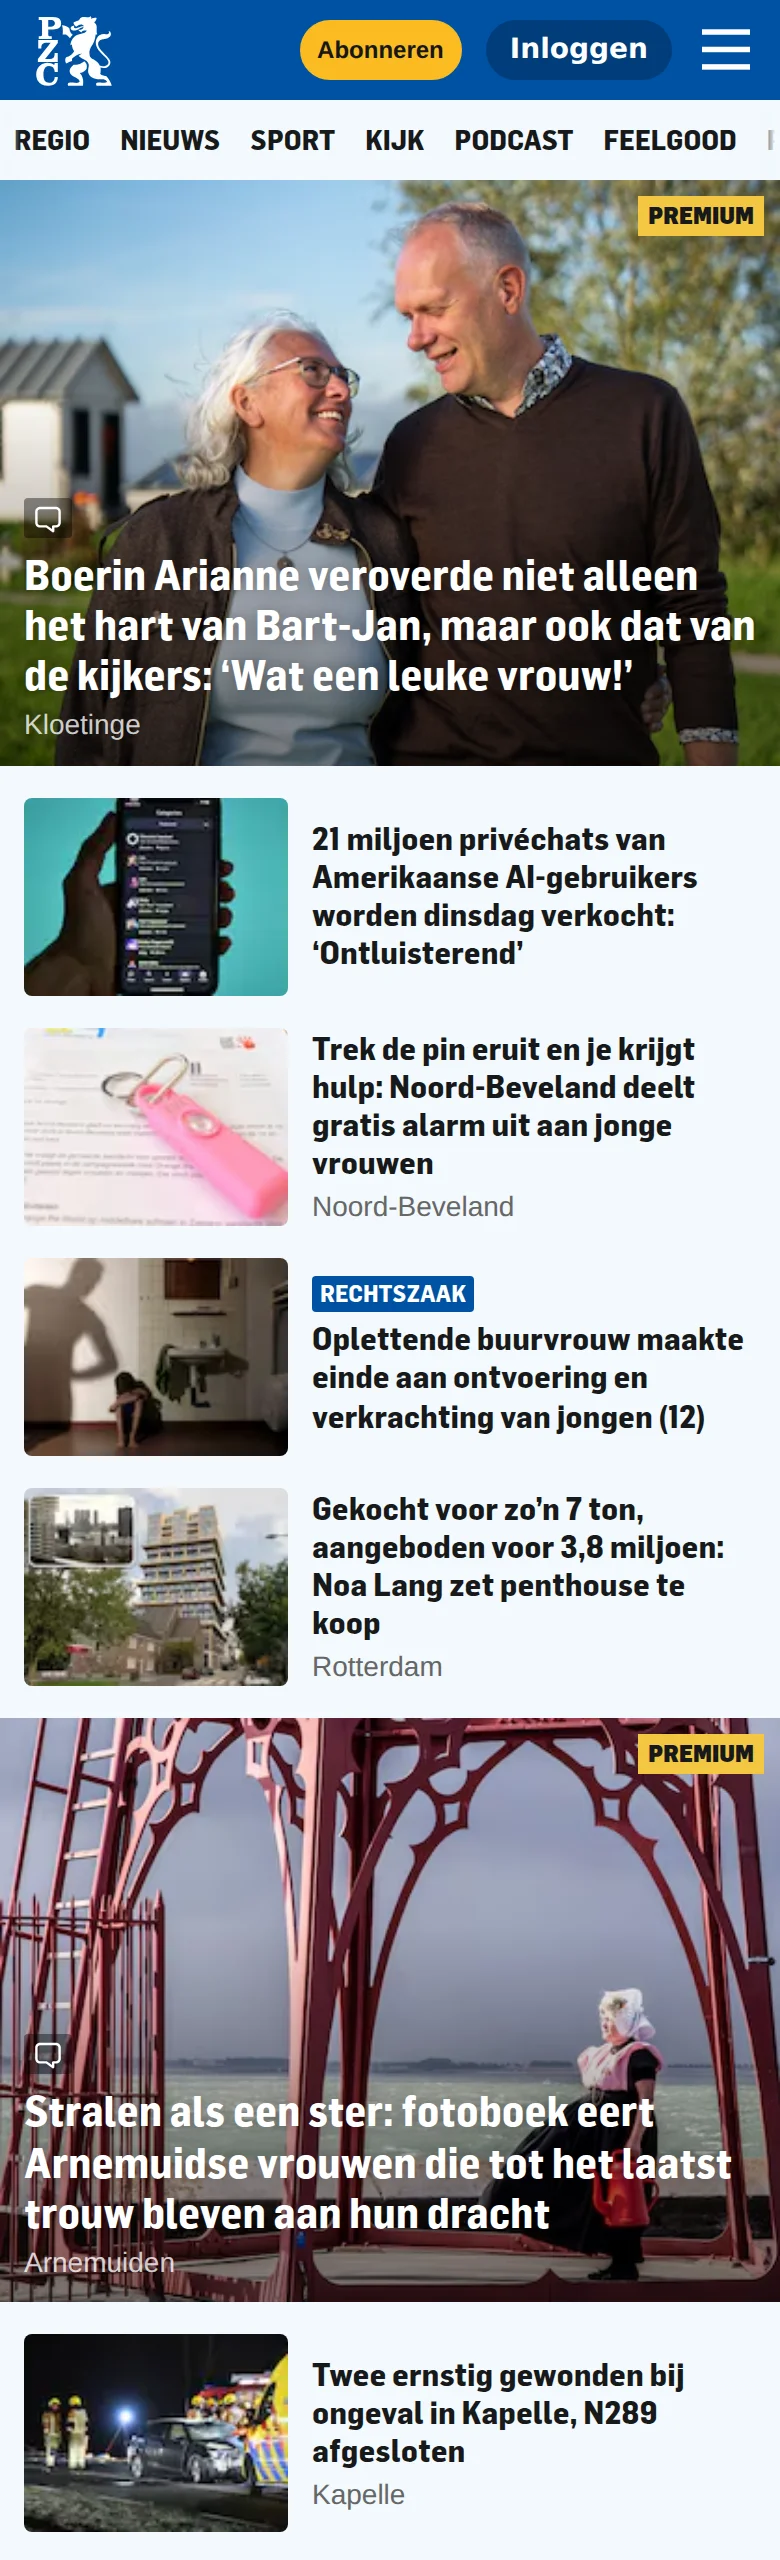 PZC
Abonneren
Inloggen
REGIO NIEUWS SPORT KIJK PODCAST FEELGOOD
PREMIUM
Boerin Arianne veroverde niet alleen
het hart van Bart-Jan, maar ook dat van
de kijkers: ‘Wat een leuke vrouw!’
Kloetinge
21 miljoen privéchats van
Amerikaanse AI-gebruikers
worden dinsdag verkocht:
‘Ontluisterend’
Trek de pin eruit en je krijgt
hulp: Noord-Beveland deelt
gratis alarm uit aan jonge
vrouwen
Noord-Beveland
RECHTSZAAK
Oplettende buurvrouw maakte
einde aan ontvoering en
verkrachting van jongen (12)
Gekocht voor zo’n 7 ton,
aangeboden voor 3,8 miljoen:
Noa Lang zet penthouse te
koop
Rotterdam
PREMIUM
Stralen als een ster: fotoboek eert
Arnemuidse vrouwen die tot het laatst
trouw bleven aan hun dracht
Arnemuiden
Twee ernstig gewonden bij
ongeval in Kapelle, N289
afgesloten
Kapelle